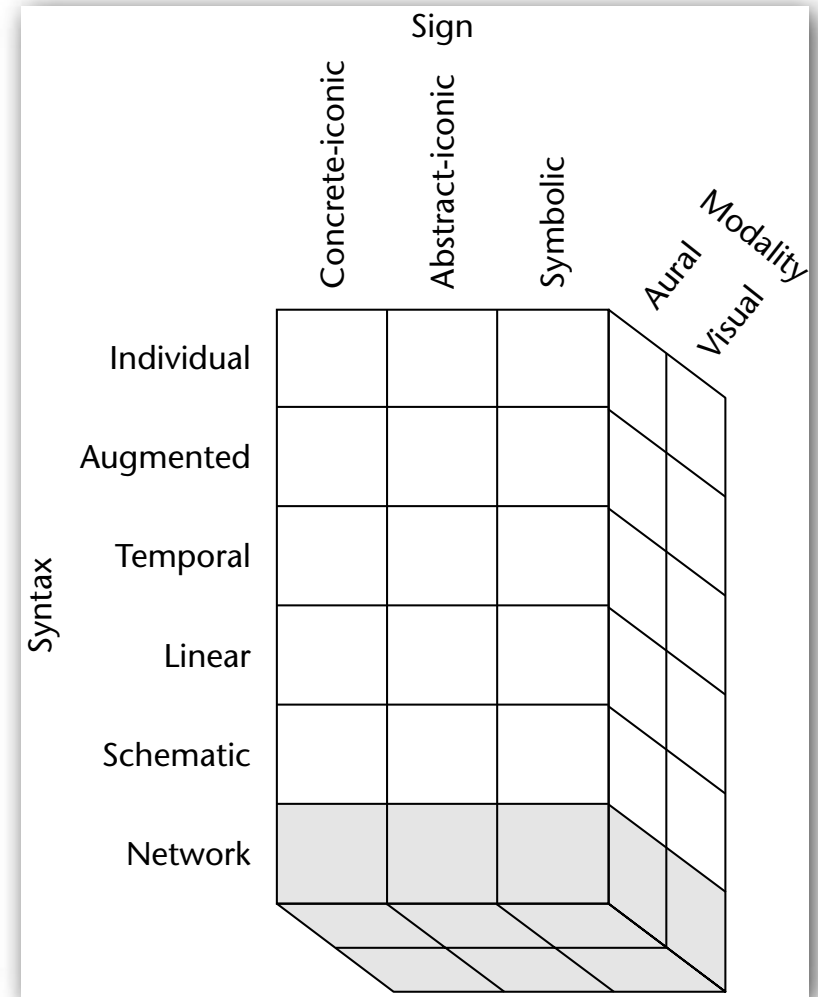 Sign
Concrete-iconic
Abstract-iconic
Symbolic
Modality
Aural
Visual
Syntax
Individual
Augmented
Temporal
Linear
Schematic
Network